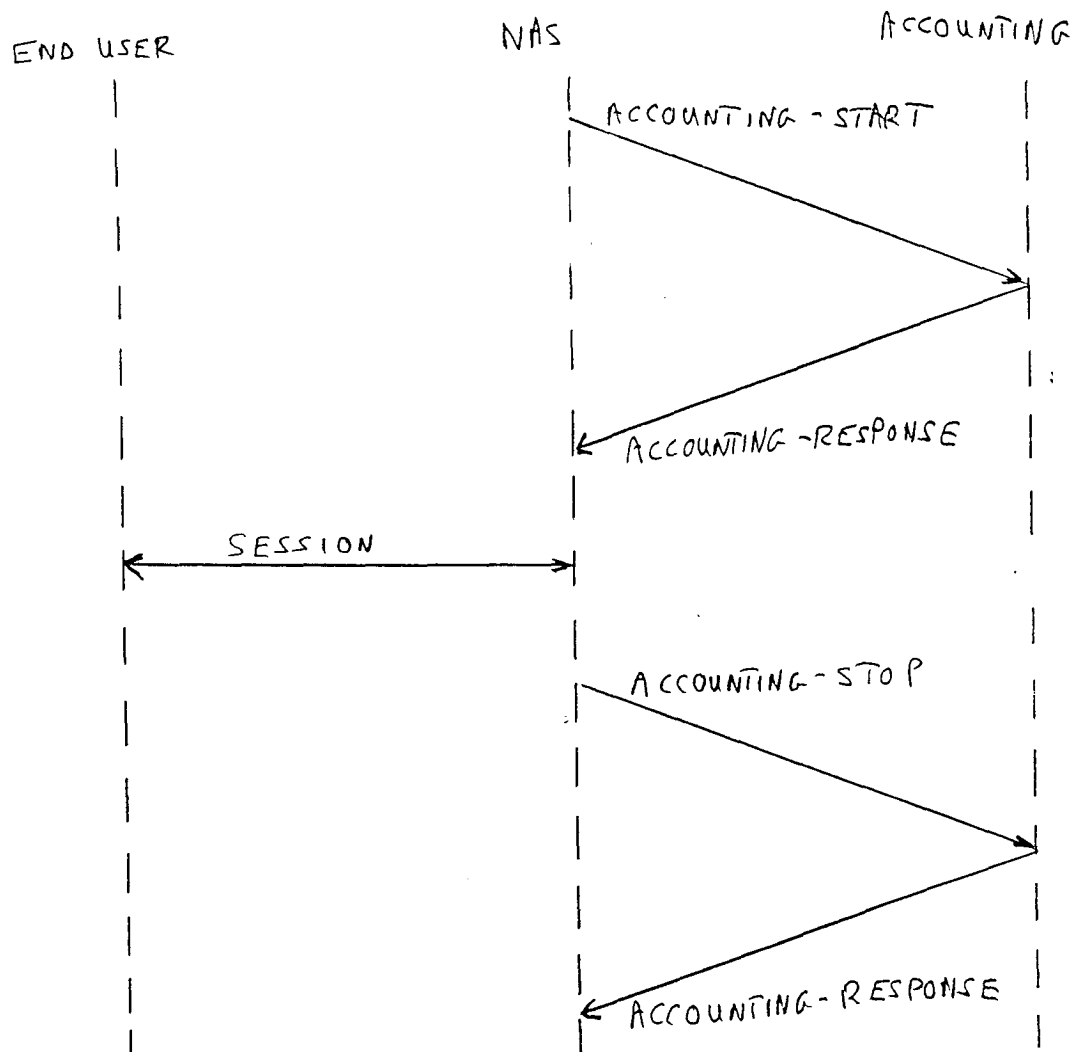 END USER
NAS
ACCOUNTING
ACCOUNTING-START
ACCOUNTING-RESPONSE
SESSION
ACCOUNTING-STOP
ACCOUNTING-RESPONSE